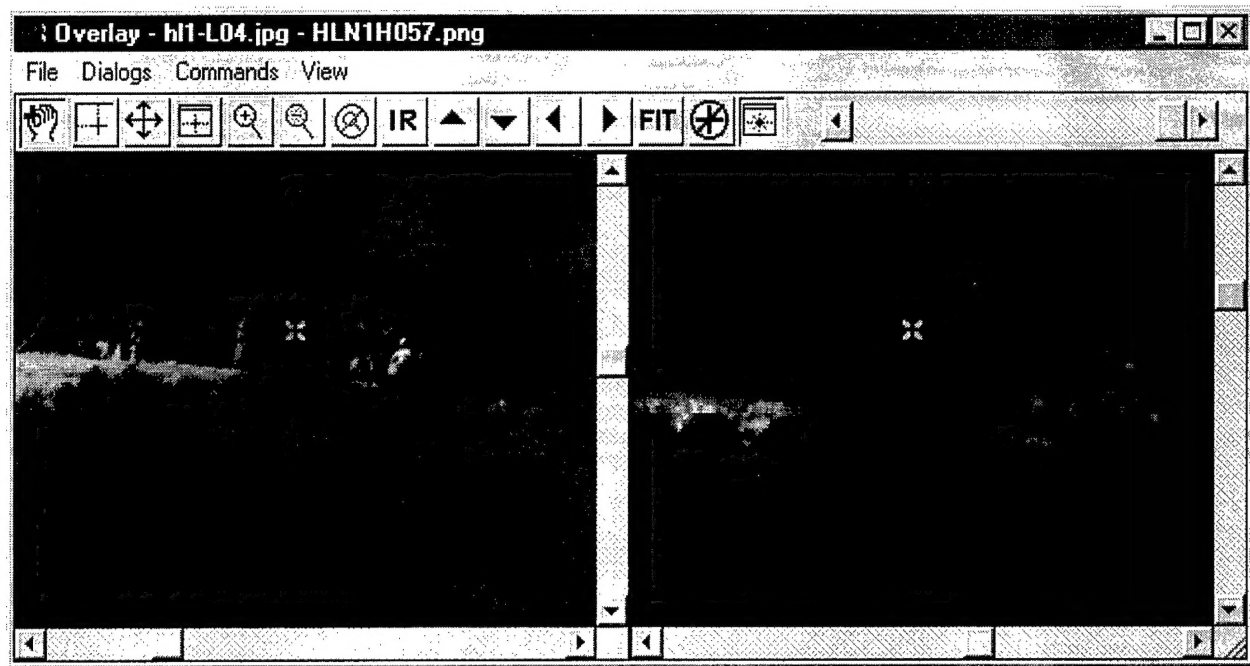 Overlay - hl1-L04.jpg - HLN1H057.png
File Dialogs Commands View
IR FIT